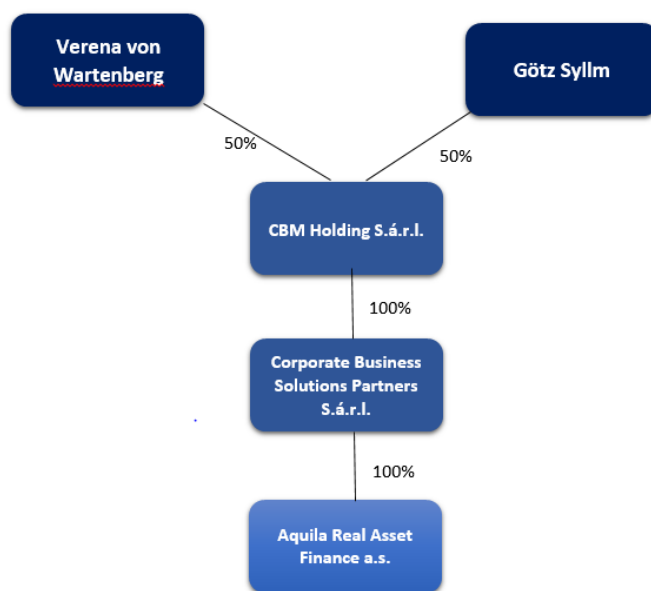 Verena von
Wartenberg
Götz Syllm
50%
50%
CBM Holding S.á.r.l.
100%
Corporate Business
Solutions Partners
S.á.r.l.
100%
Aquila Real Asset
Finance a.s.